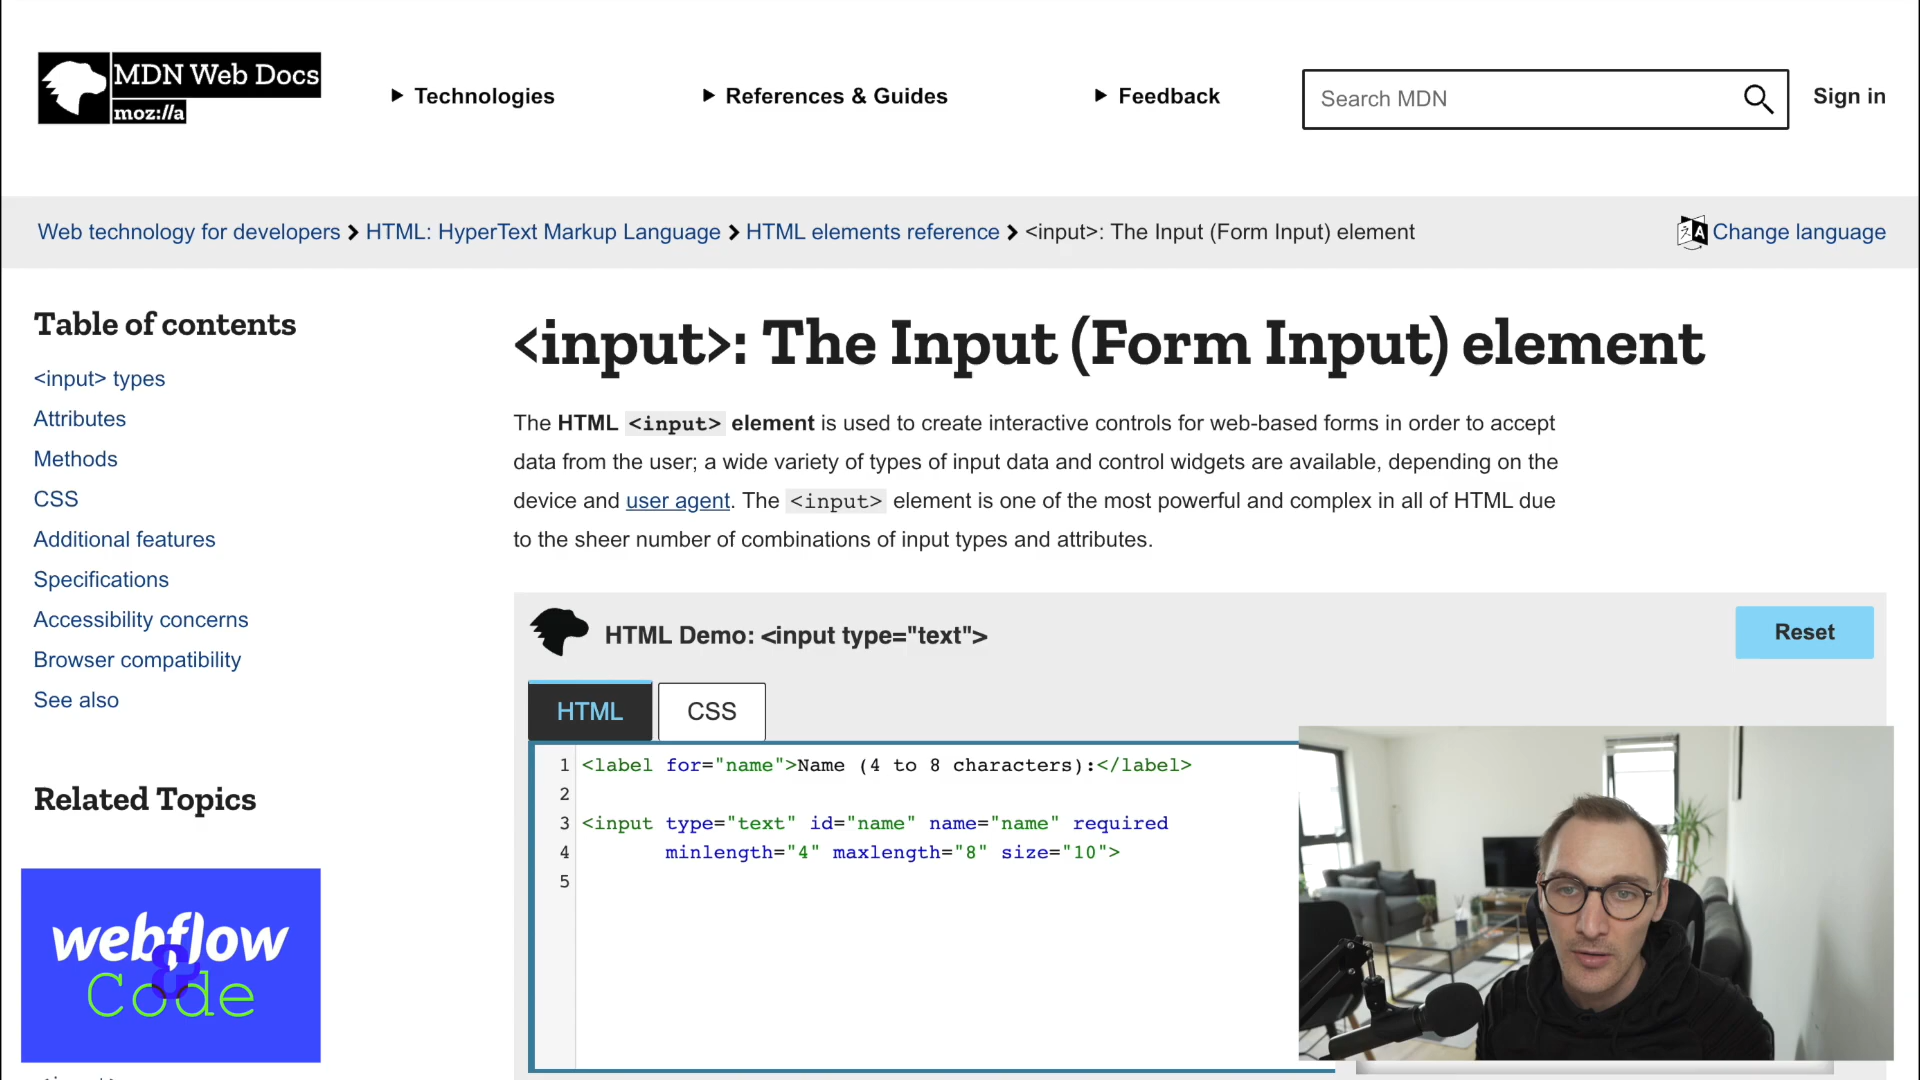 MDN Web Docs
moz://a
Technologies
References & Guides
Feedback
Search MDN
Sign in
Web technology for developers
HTML: HyperText Markup Language
HTML elements reference
<input>: The Input (Form Input) element
Change language
Table of contents
<input> types
Attributes
Methods
CSS
Additional features
Specifications
Accessibility concerns
Browser compatibility
See also
Related Topics
webflow
&
Code
<input>: The Input (Form Input) element
The HTML <input> element is used to create interactive controls for web-based forms in order to accept
data from the user; a wide variety of types of input data and control widgets are available, depending on the
device and user agent. The <input> element is one of the most powerful and complex in all of HTML due
to the sheer number of combinations of input types and attributes.
HTML Demo: <input type="text">
Reset
HTML
CSS
1 <label for="name">Name (4 to 8 characters):</label>
2
3 <input type="text" id="name" name="name" required
4 minlength="4" maxlength="8" size="10">
5